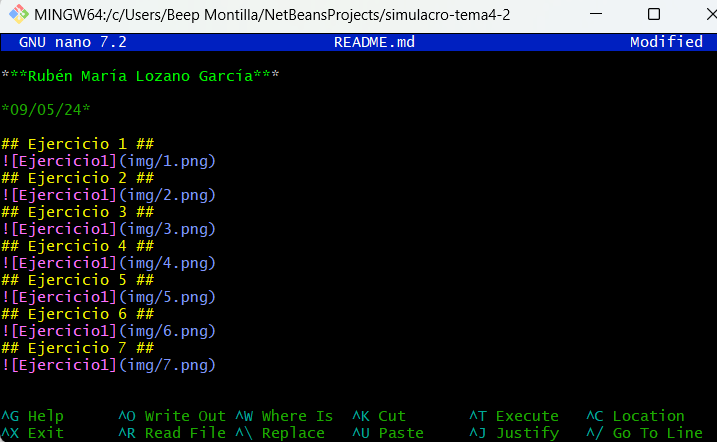 MINGW64:/c/Users/Beep Montilla/NetBeansProjects/simulacro-tema4-2
GNU nano 7.2 README.md Modified
***Rubén María Lozano García***
*09/05/24*
## Ejercicio 1 ##
![Ejercicio1](img/1.png)
## Ejercicio 2 ##
![Ejercicio1](img/2.png)
## Ejercicio 3 ##
![Ejercicio1](img/3.png)
## Ejercicio 4 ##
![Ejercicio1](img/4.png)
## Ejercicio 5 ##
![Ejercicio1](img/5.png)
## Ejercicio 6 ##
![Ejercicio1](img/6.png)
## Ejercicio 7 ##
![Ejercicio1](img/7.png)
^G Help ^O Write Out ^W Where Is ^K Cut ^T Execute ^C Location
^X Exit ^R Read File ^\ Replace ^U Paste ^J Justify ^/ Go To Line